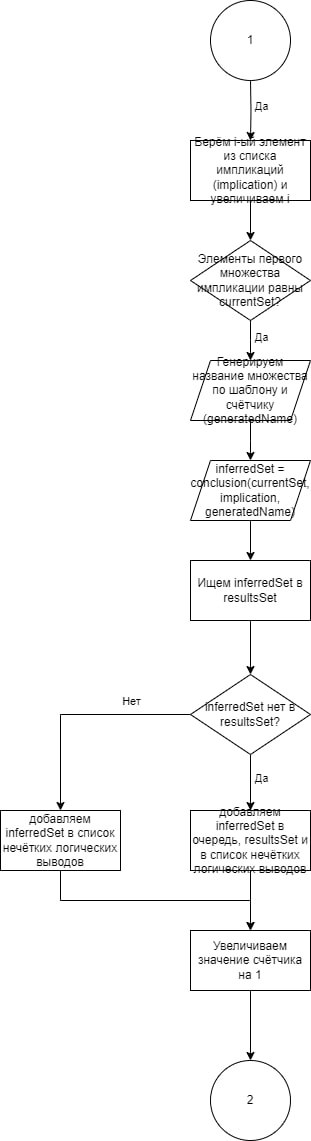 1
Да
Берём i-ый элемент
из списка
импликаций
(implication) и
увеличиваем i
Элементы первого
множества
импликации равны
currentSet?
Да
Генерируем
название множества
по шаблону и
счётчику
(generatedName)
inferredSet =
conclusion(currentSet,
implication,
generatedName)
Ищем inferredSet в
resultsSet
inferredSet нет в
resultsSet?
Нет
Да
добавляем
inferredSet в список
нечётких логических
выводов
добавляем
inferredSet в
очередь, resultsSet и
в список нечётких
логических выводов
Увеличиваем
значение счётчика
на 1
2